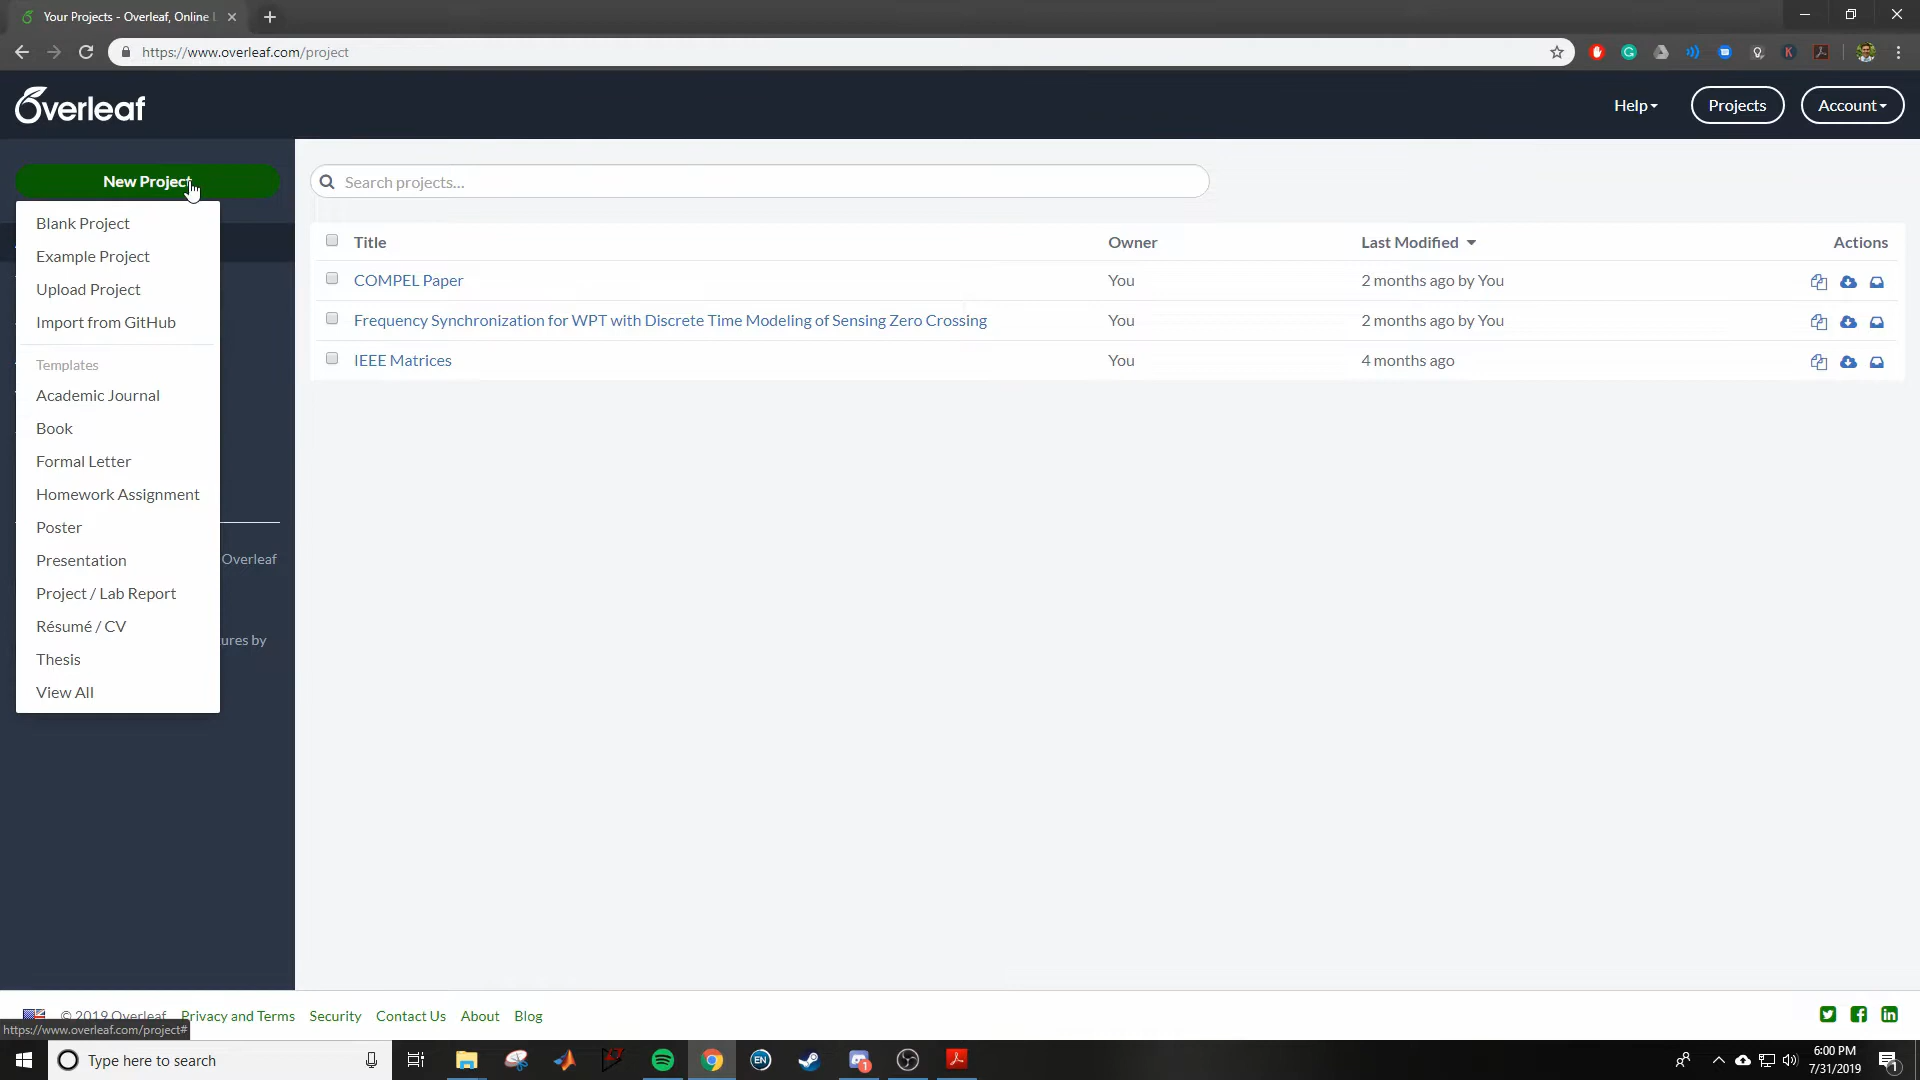 Your Projects - Overleaf, Online
https://www.overleaf.com/project
Overleaf
Help
Projects
Account
New Project
Search projects...
Blank Project
Example Project
Upload Project
Import from GitHub
Templates
Academic Journal
Book
Formal Letter
Homework Assignment
Poster
Presentation
Project / Lab Report
Résumé / CV
Thesis
View All
Overleaf
ures by
Title Owner Last Modified Actions
COMPEL Paper You 2 months ago by You
Frequency Synchronization for WPT with Discrete Time Modeling of Sensing Zero Crossing You 2 months ago by You
IEEE Matrices You 4 months ago
© 2019 Overleaf Privacy and Terms Security Contact Us About Blog
https://www.overleaf.com/project#
Type here to search
EN
6:00 PM
7/31/2019